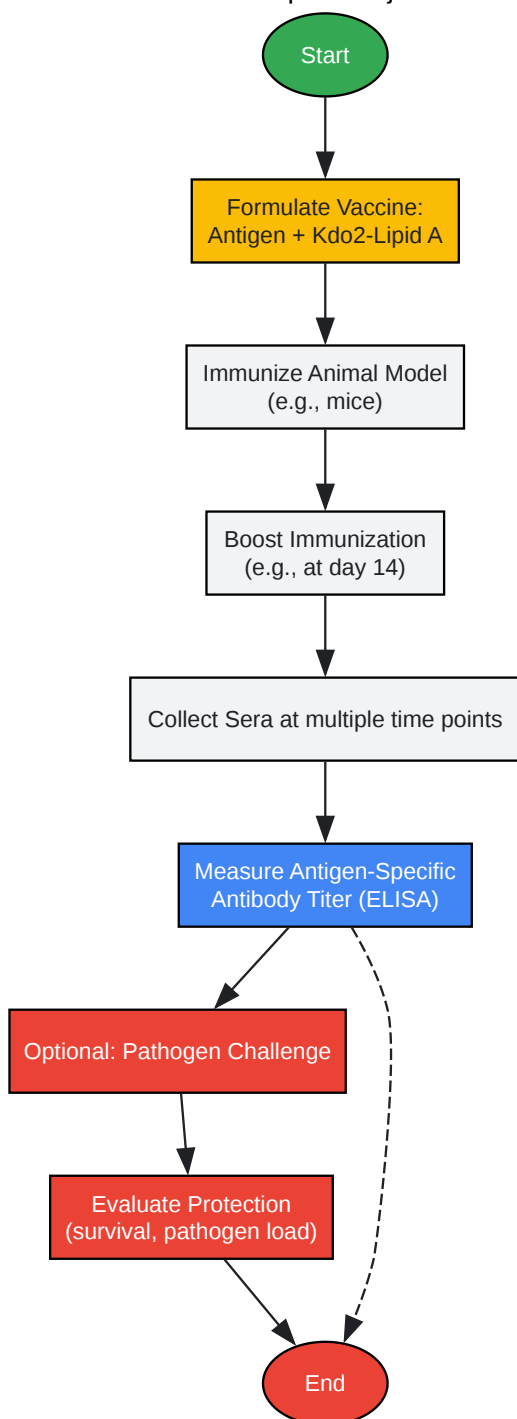 Start
Formulate Vaccine:
Antigen + Kdo2-Lipid A
Immunize Animal Model
(e.g., mice)
Boost Immunization
(e.g., at day 14)
Collect Sera at multiple time points
Measure Antigen-Specific
Antibody Titer (ELISA)
Optional: Pathogen Challenge
Evaluate Protection
(survival, pathogen load)
End